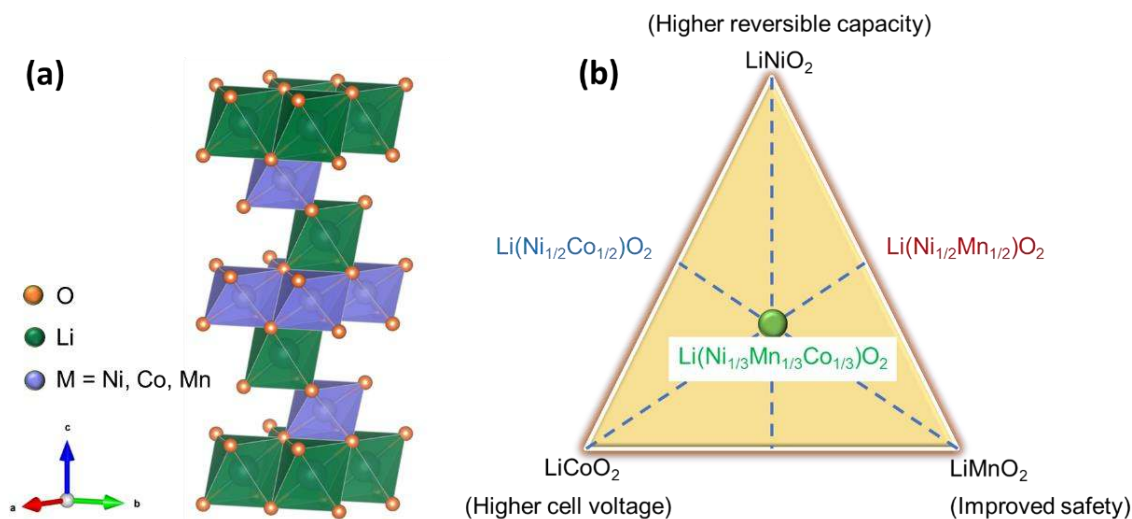 (a)
O
Li
M = Ni, Co, Mn
c
a
b
(b)
(Higher reversible capacity)
LiNiO₂
Li(Ni₁/₂Co₁/₂)O₂
Li(Ni₁/₂Mn₁/₂)O₂
Li(Ni₁/₃Mn₁/₃Co₁/₃)O₂
LiCoO₂
(Higher cell voltage)
LiMnO₂
(Improved safety)